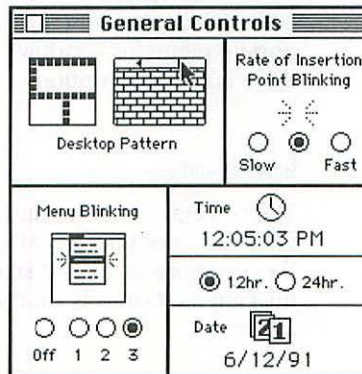 General Controls
Desktop Pattern
Rate of Insertion
Point Blinking
Slow Fast
Menu Blinking
Off 1 2 3
Time
12:05:03 PM
12hr. 24hr.
Date
21
6/12/91